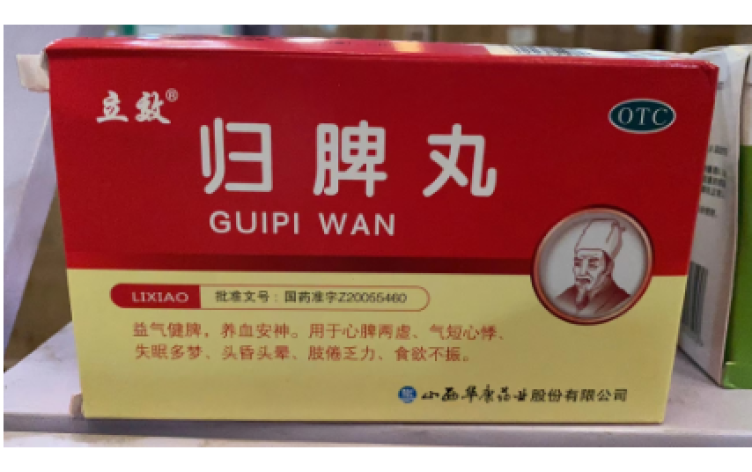 立效®
OTC
归脾丸
GUIPI WAN
LIXIAO 批准文号：国药准字Z20055460
益气健脾，养血安神。用于心脾两虚、气短心悸、
失眠多梦、头昏头晕、肢倦乏力、食欲不振。
山西华康药业股份有限公司